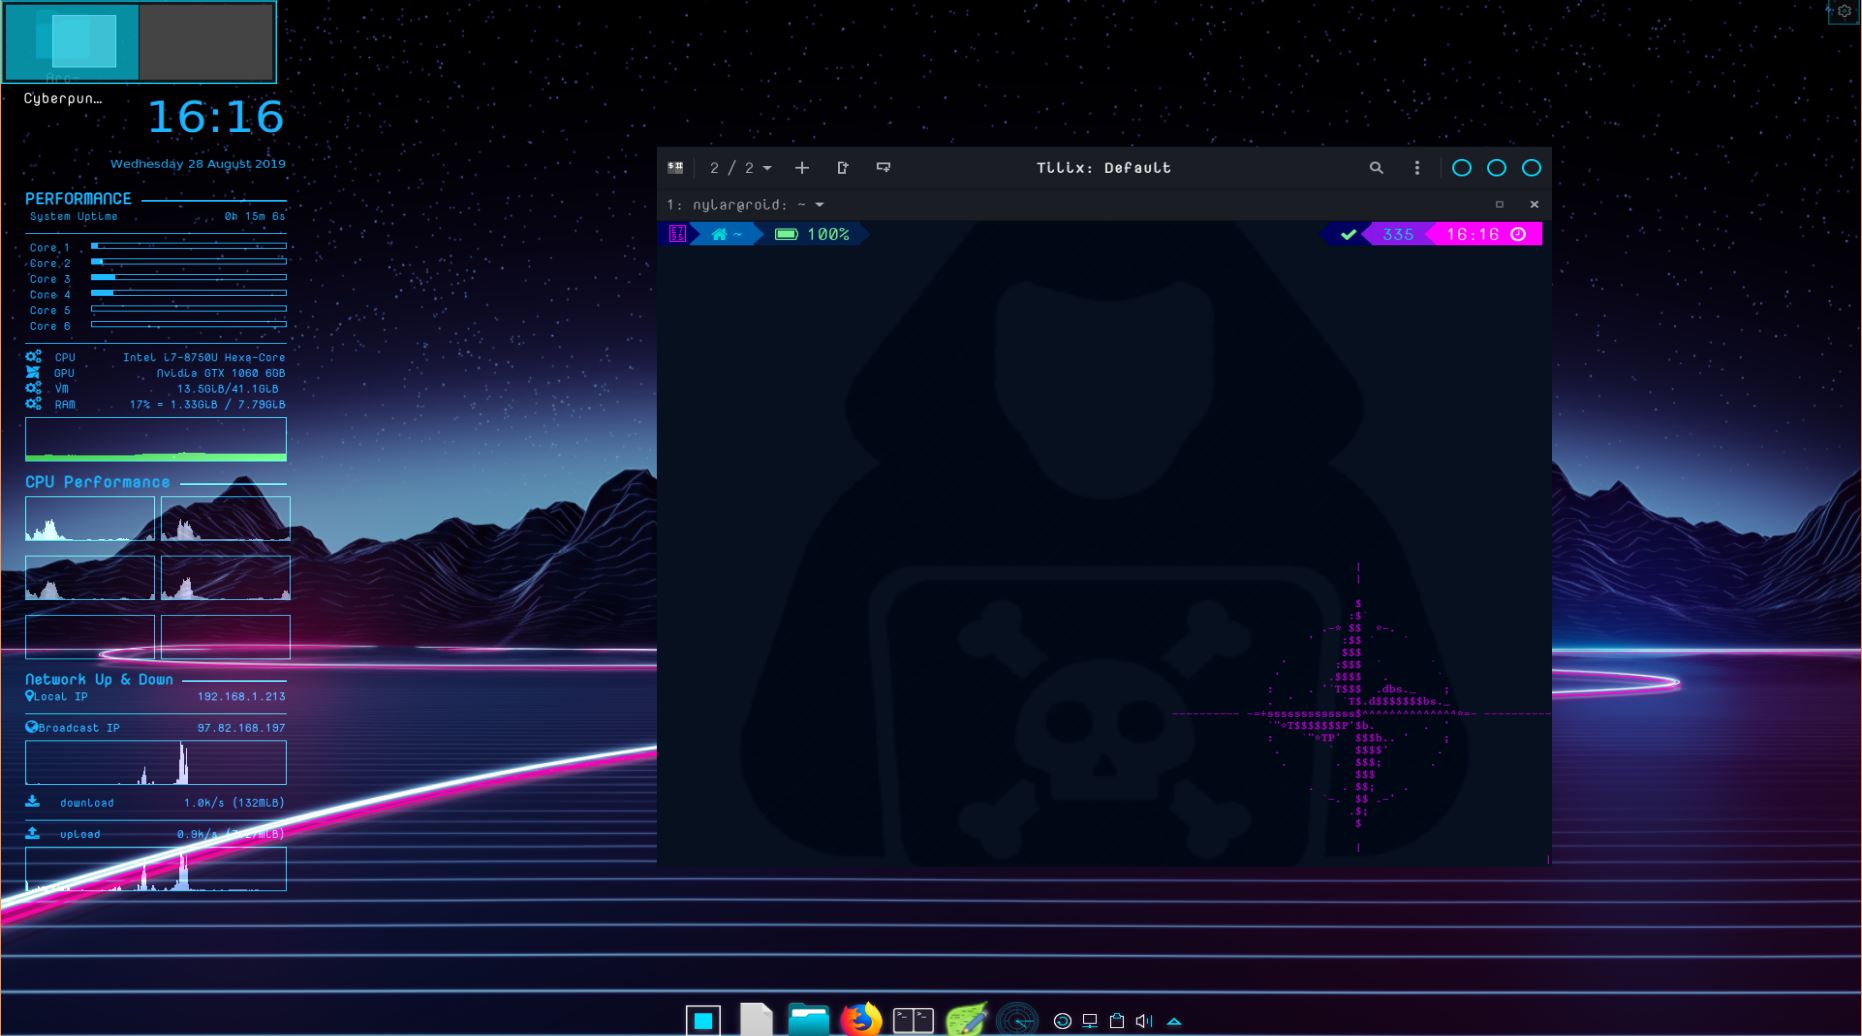 Arc-
Cyberpun...
16:16
Wednesday 28 August 2019
PERFORMANCE
System Uptime 0h 15m 6s
Core 1
Core 2
Core 3
Core 4
Core 5
Core 6
CPU Intel i7-8750U Hexa-Core
GPU Nvidia GTX 1060 6GB
Vm 13.5GiB/41.1GiB
RAM 17% = 1.33GiB / 7.79GiB
CPU Performance
Network Up & Down
Local IP 192.168.1.213
Broadcast IP 97.82.168.197
download 1.0k/s (132MiB)
upload 0.9k/s
2 / 2
Tilix: Default
1: nylar@roid: ~
~ 100%
335 16:16